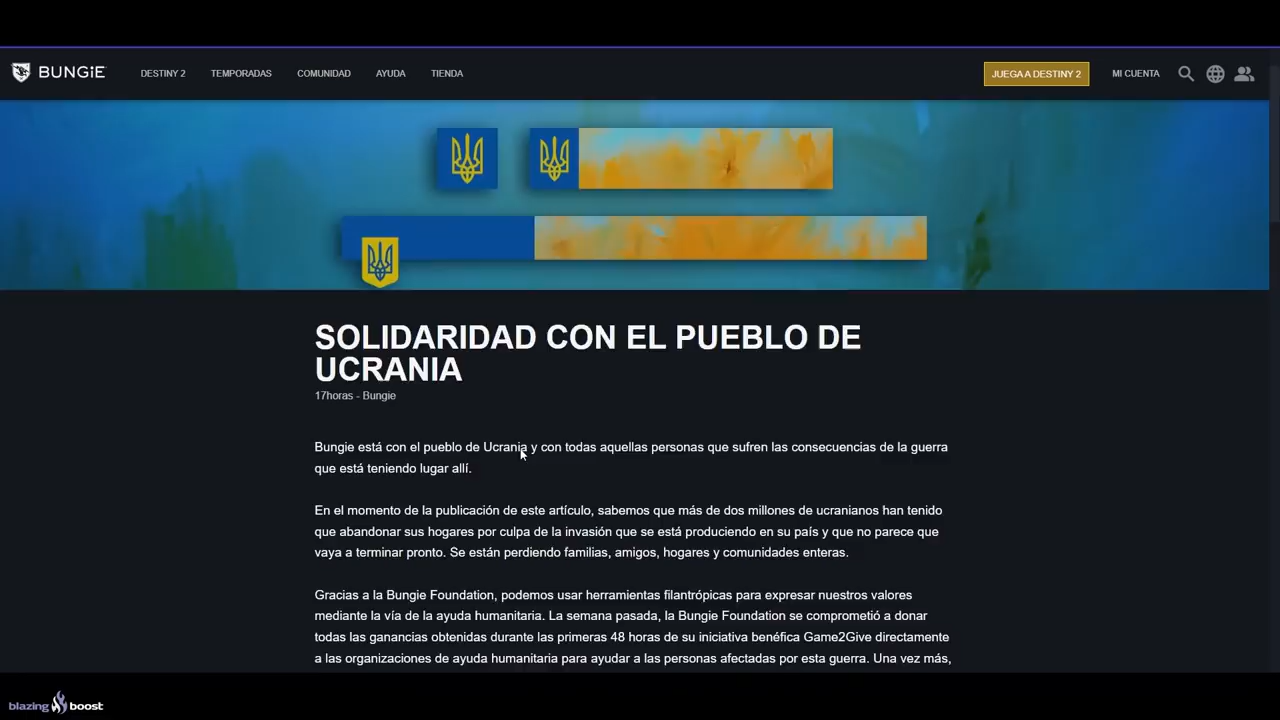 BUNGiE
DESTINY 2 TEMPORADAS COMUNIDAD AYUDA TIENDA
JUEGA A DESTINY 2
MI CUENTA
SOLIDARIDAD CON EL PUEBLO DE
UCRANIA
17horas - Bungie
Bungie está con el pueblo de Ucrania y con todas aquellas personas que sufren las consecuencias de la guerra
que está teniendo lugar allí.
En el momento de la publicación de este artículo, sabemos que más de dos millones de ucranianos han tenido
que abandonar sus hogares por culpa de la invasión que se está produciendo en su país y que no parece que
vaya a terminar pronto. Se están perdiendo familias, amigos, hogares y comunidades enteras.
Gracias a la Bungie Foundation, podemos usar herramientas filantrópicas para expresar nuestros valores
mediante la vía de la ayuda humanitaria. La semana pasada, la Bungie Foundation se comprometió a donar
todas las ganancias obtenidas durante las primeras 48 horas de su iniciativa benéfica Game2Give directamente
a las organizaciones de ayuda humanitaria para ayudar a las personas afectadas por esta guerra. Una vez más,
blazing boost